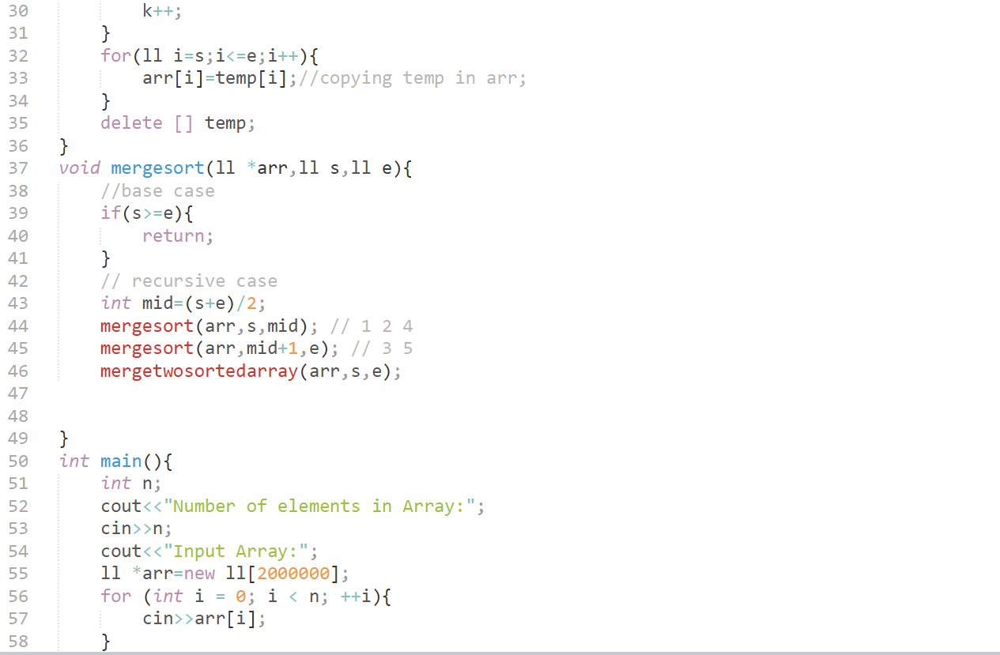 30 k++;
31 }
32 for(ll i=s;i<=e;i++){
33 arr[i]=temp[i];//copying temp in arr;
34 }
35 delete [] temp;
36 }
37 void mergesort(ll *arr,ll s,ll e){
38 //base case
39 if(s>=e){
40 return;
41 }
42 // recursive case
43 int mid=(s+e)/2;
44 mergesort(arr,s,mid); // 1 2 4
45 mergesort(arr,mid+1,e); // 3 5
46 mergetwosortedarray(arr,s,e);
47
48
49 }
50 int main(){
51 int n;
52 cout<<"Number of elements in Array:";
53 cin>>n;
54 cout<<"Input Array:";
55 ll *arr=new ll[2000000];
56 for (int i = 0; i < n; ++i){
57 cin>>arr[i];
58 }